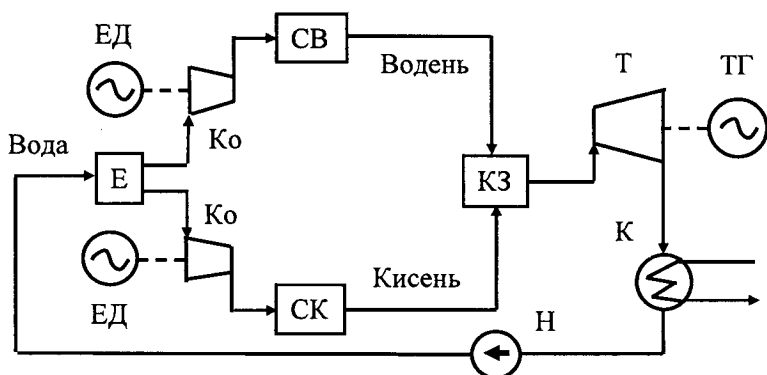 ЕД
СВ
Водень
Т
ТГ
Ко
Вода
Е
КЗ
Ко
К
Кисень
ЕД
СК
Н